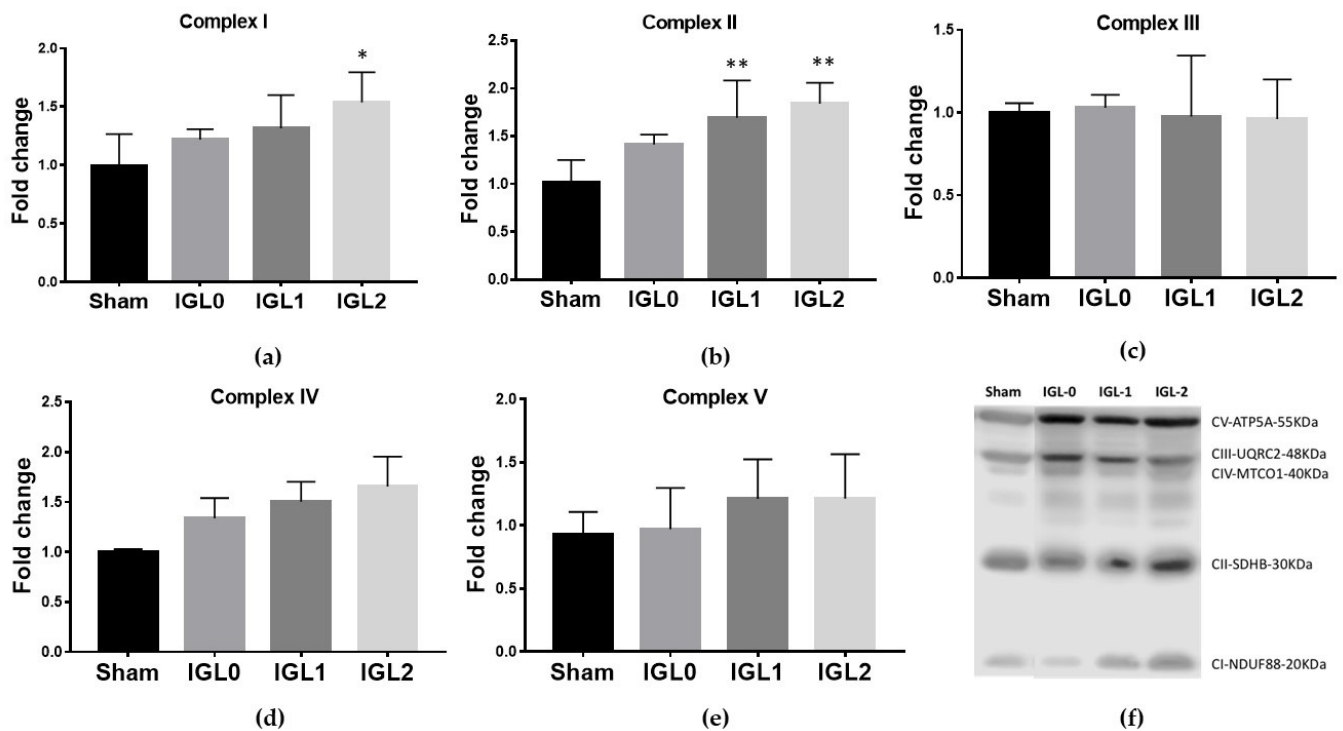 Complex I
Fold change
2.0
1.5
*
1.0
0.5
0.0
Sham IGL0 IGL1 IGL2
(a)
Complex II
Fold change
2.5
2.0
** **
1.5
1.0
0.5
0.0
Sham IGL0 IGL1 IGL2
(b)
Complex III
Fold change
1.5
1.0
0.5
0.0
Sham IGL0 IGL1 IGL2
(c)
Complex IV
Fold change
2.5
2.0
1.5
1.0
0.5
0.0
Sham IGL0 IGL1 IGL2
(d)
Complex V
Fold change
2.0
1.5
1.0
0.5
0.0
Sham IGL0 IGL1 IGL2
(e)
Sham IGL-0 IGL-1 IGL-2
CV-ATP5A-55KDa
CIII-UQRC2-48KDa
CIV-MTCO1-40KDa
CII-SDHB-30KDa
CI-NDUF88-20KDa
(f)